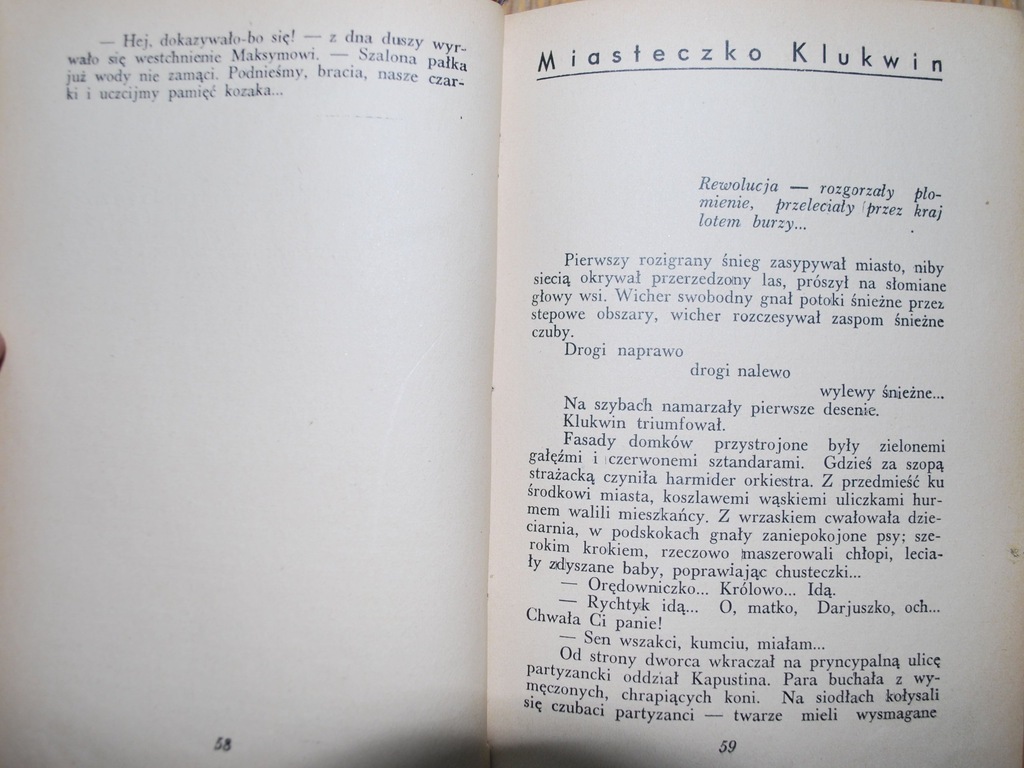 — Hej, dokazywało-bo się! — z dna duszy wyr-
wało się westchnienie Maksymowi. — Szalona pałka
już wody nie zamąci. Podnieśmy, bracia, nasze czar-
ki i uczcijmy pamięć kozaka...
58
Miasteczko Klukwin
Rewolucja — rozgorzały pło-
mienie, przeleciały przez kraj
lotem burzy...
Pierwszy rozigrany śnieg zasypywał miasto, niby
siecią okrywał przerzedzony las, prószył na słomiane
głowy wsi. Wicher swobodny gnał potoki śnieżne przez
stepowe obszary, wicher rozczesywał zaspom śnieżne
czuby.
Drogi naprawo
drogi nalewo
wylewy śnieżne...
Na szybach namarzały pierwsze desenie.
Klukwin triumfował.
Fasady domków przystrojone były zielonemi
gałęźmi i czerwonemi sztandarami. Gdzieś za szopą
strażacką czyniła harmider orkiestra. Z przedmieść ku
środkowi miasta, koszlawemi wąskiemi uliczkami hur-
mem walili mieszkańcy. Z wrzaskiem cwałowała dzie-
ciarnia, w podskokach gnały zaniepokojone psy; sze-
rokim krokiem, rzeczowo maszerowali chłopi, lecia-
ły zdyszane baby, poprawiając chusteczki...
— Orędowniczko... Królowo... Idą.
— Rychtyk idą... O, matko, Darjuszko, och...
Chwała Ci panie!
— Sen wszakci, kumciu, miałam...
Od strony dworca wkraczał na pryncypalną ulicę
partyzancki oddział Kapustina. Para buchała z wy-
męczonych, chrapiących koni. Na siodłach kołysali
się czubaci partyzanci — twarze mieli wysmagane
59